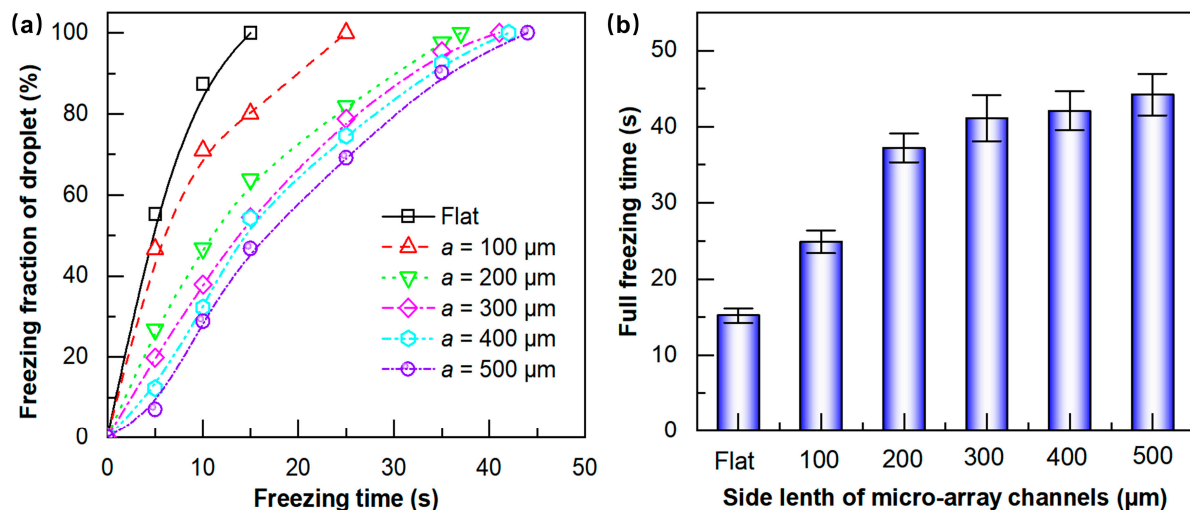 (a)
Freezing fraction of droplet (%)
100
80
60
40
20
0
0 10 20 30 40 50
Freezing time (s)
Flat
a = 100 μm
a = 200 μm
a = 300 μm
a = 400 μm
a = 500 μm
(b)
Full freezing time (s)
50
40
30
20
10
0
Flat 100 200 300 400 500
Side lenth of micro-array channels (μm)